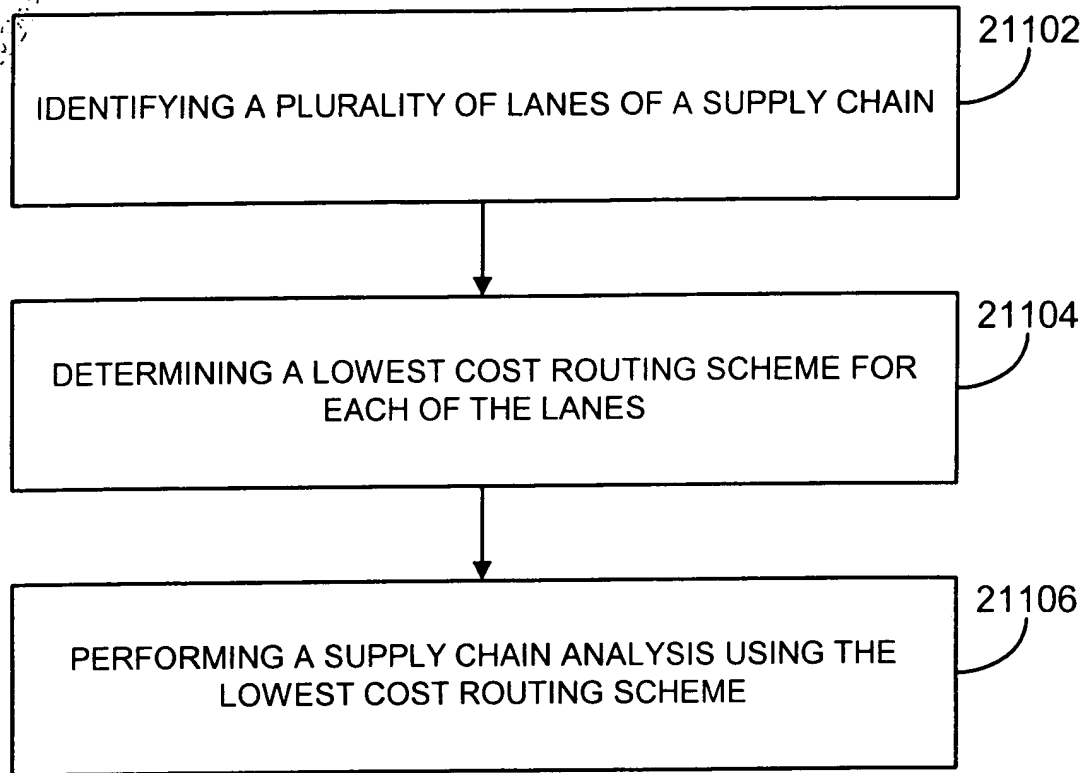 21102
IDENTIFYING A PLURALITY OF LANES OF A SUPPLY CHAIN
21104
DETERMINING A LOWEST COST ROUTING SCHEME FOR
EACH OF THE LANES
21106
PERFORMING A SUPPLY CHAIN ANALYSIS USING THE
LOWEST COST ROUTING SCHEME